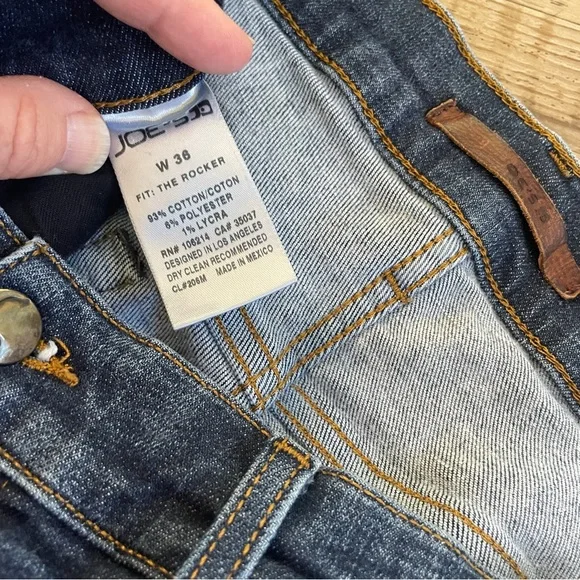 JOE'S
W 36
FIT: THE ROCKER
93% COTTON/COTON
6% POLYESTER
1% LYCRA
RN# 106214 CA# 35037
DESIGNED IN LOS ANGELES
DRY CLEAN RECOMMENDED
CL#206M MADE IN MEXICO